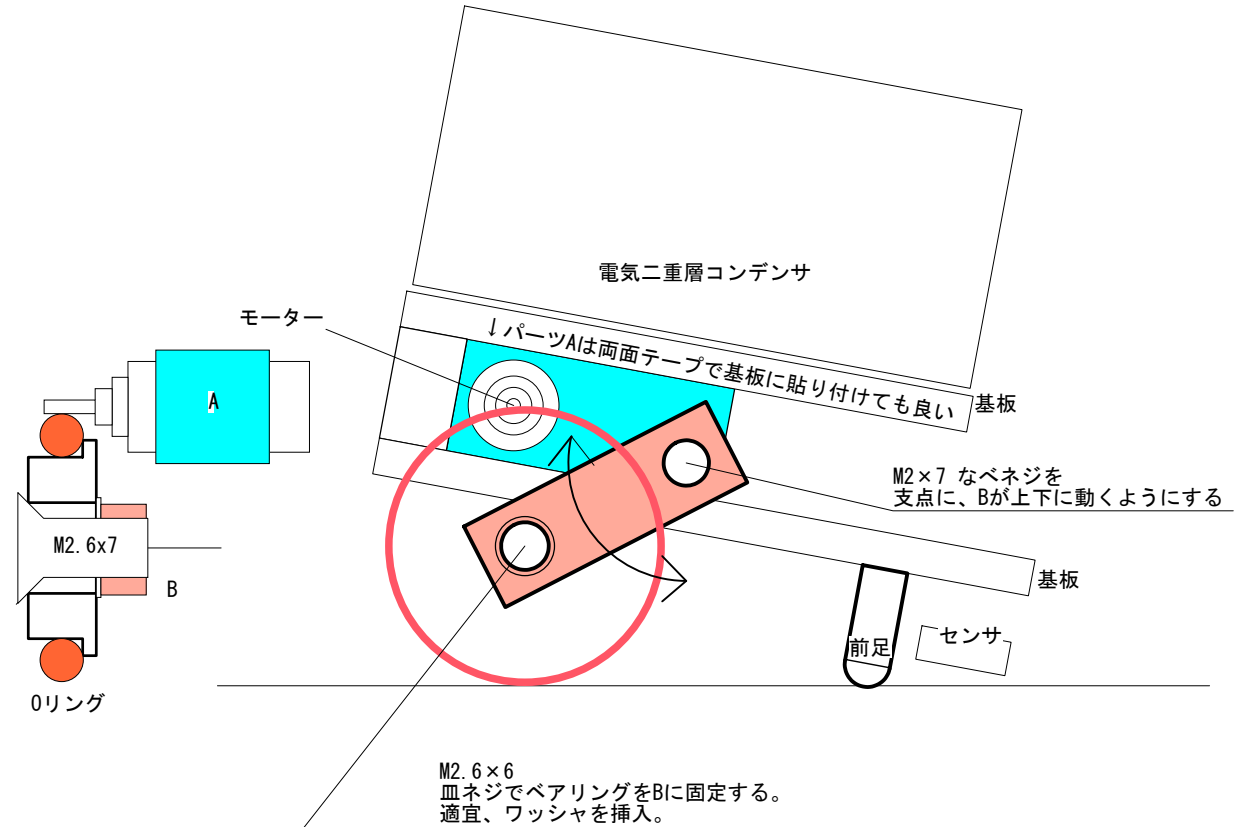 電気二重層コンデンサ
モーター
↓パーツAは両面テープで基板に貼り付けても良い
基板
A
M2×7 なべネジを
支点に、Bが上下に動くようにする
M2.6x7
B
基板
センサ
前足
Oリング
M2.6×6
皿ネジでベアリングをBに固定する。
適宜、ワッシャを挿入。